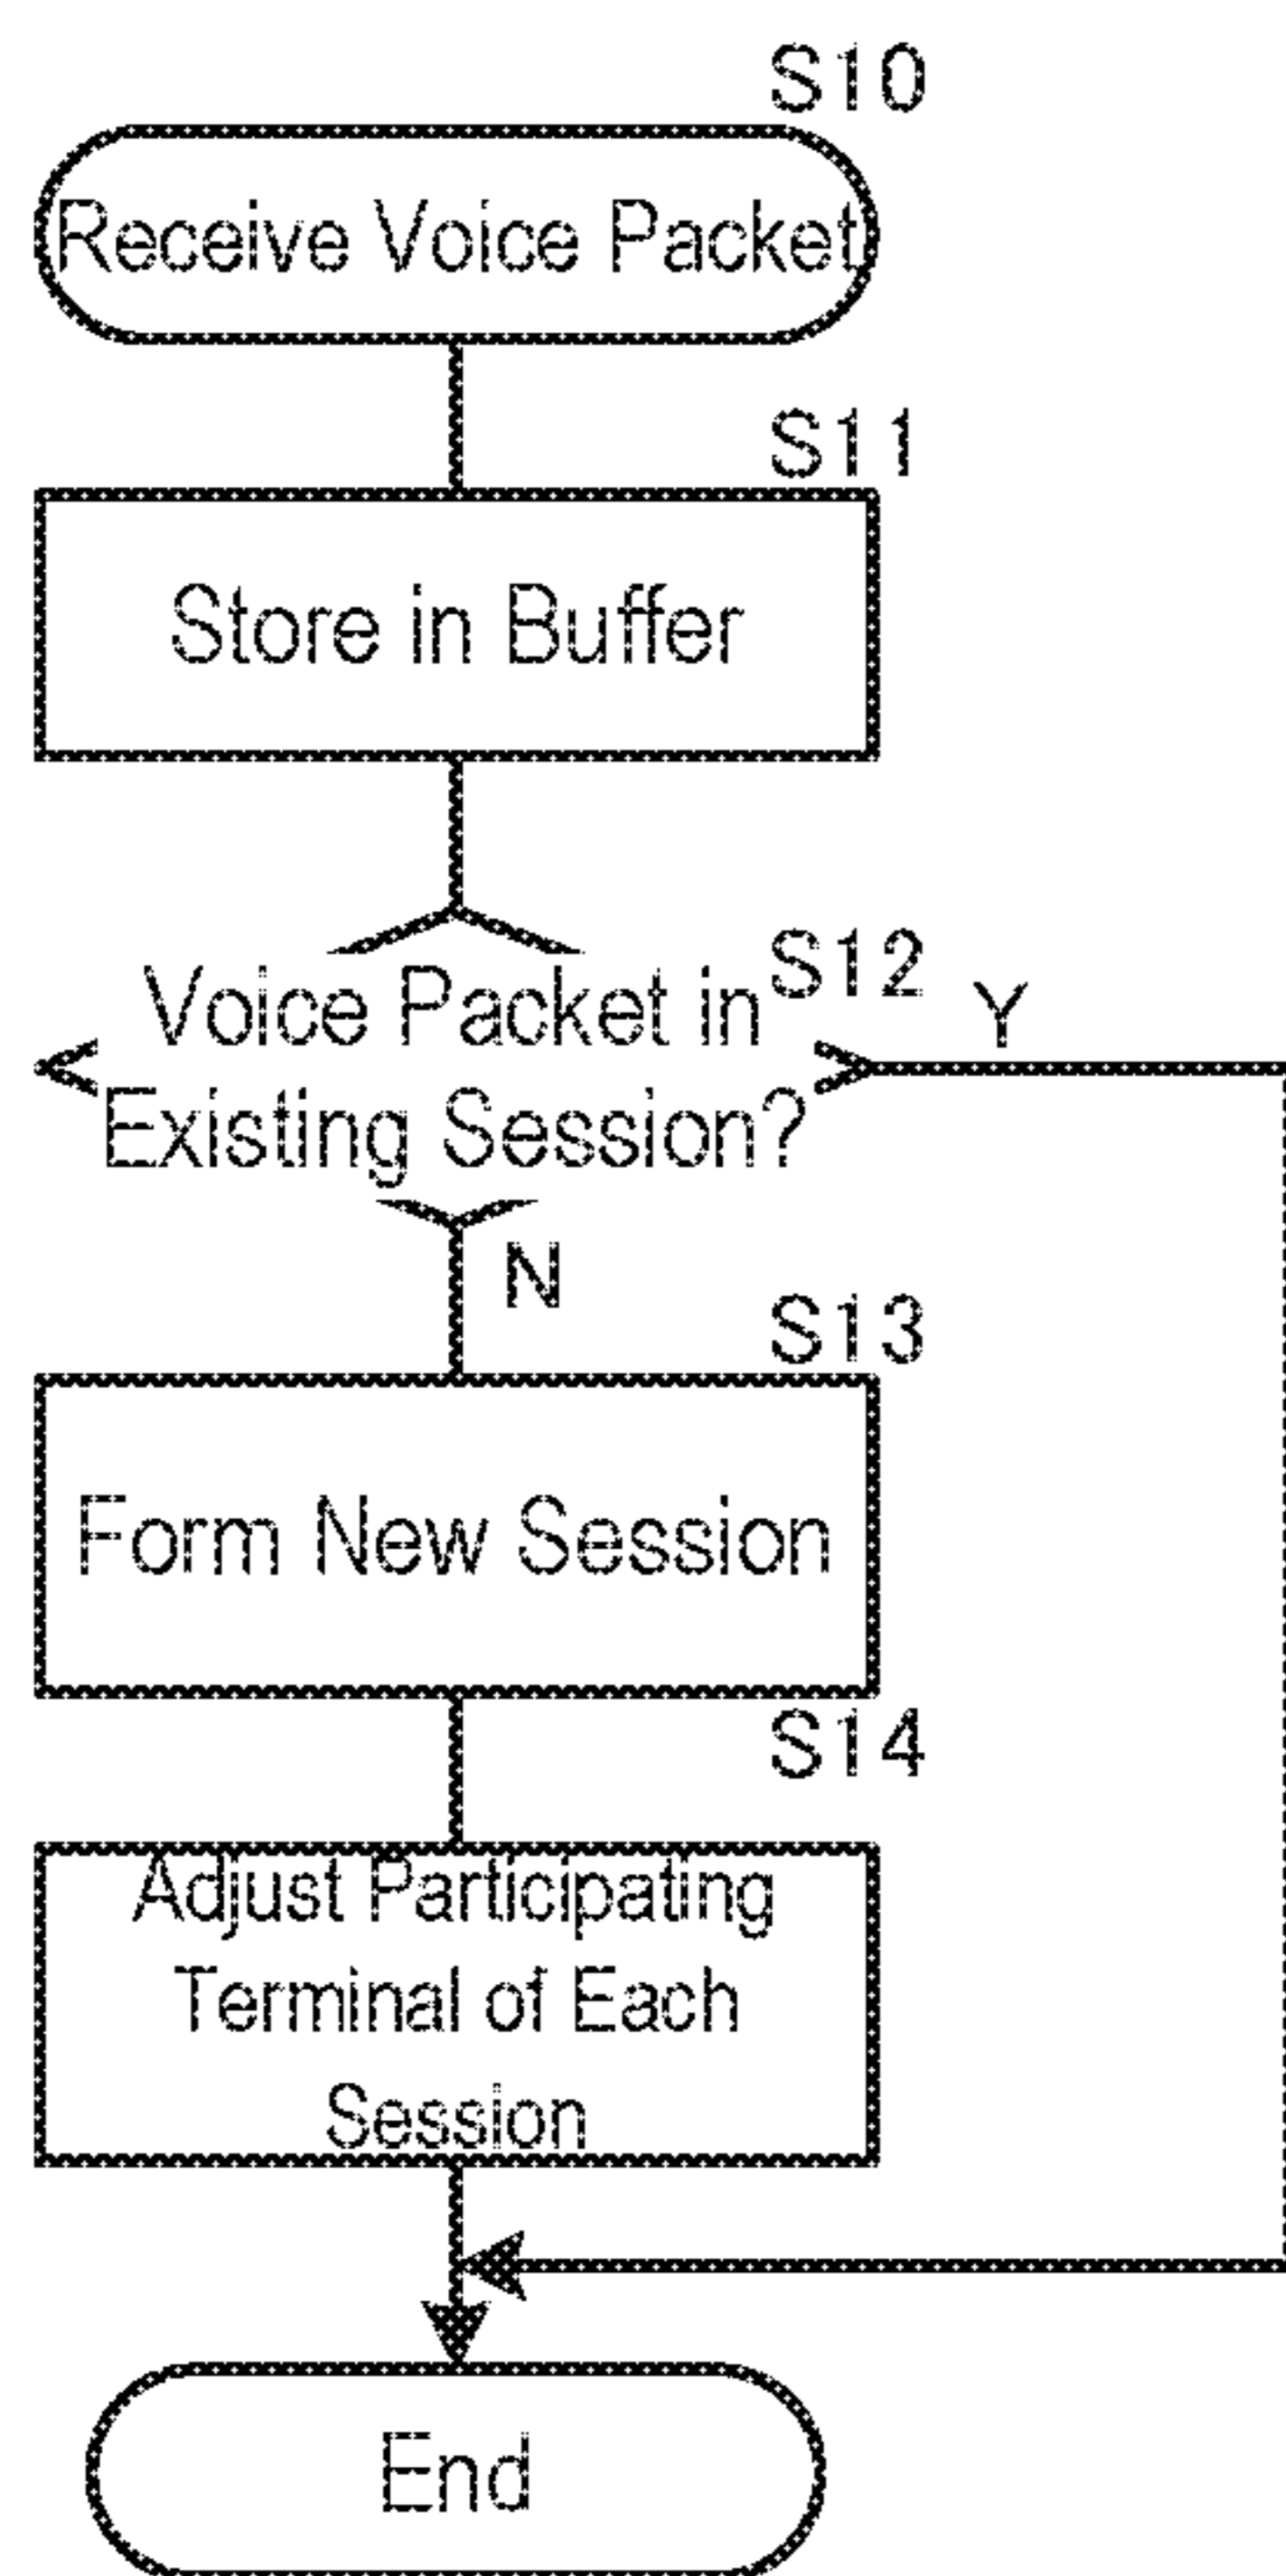 S10
Receive Voice Packet
S11
Store in Buffer
S12
Voice Packet in
Existing Session?
Y
N
S13
Form New Session
S14
Adjust Participating
Terminal of Each
Session
End